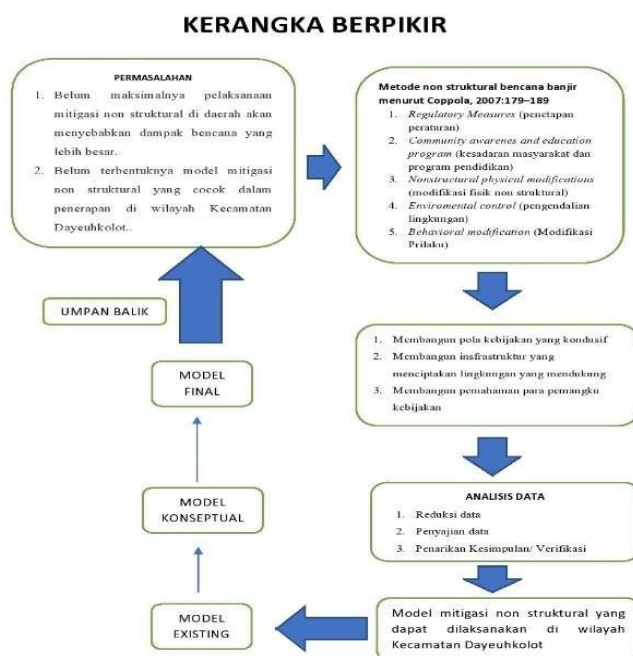 KERANGKA BERPIKIR
PERMASALAHAN
1. Belum maksimalnya pelaksanaan
mitigasi non struktural di daerah akan
menyebabkan dampak bencana yang
lebih besar.
2. Belum terbentuknya model mitigasi
non struktural yang cocok dalam
penerapan di wilayah Kecamatan
Dayeuhkolot..
Metode non struktural bencana banjir
menurut Coppola, 2007:179–189
1. Regulatory Measures (penetapan
peraturan)
2. Community awarenes and education
program (kesadaran masyarakat dan
program pendidikan)
3. Nonstructural physical modifications
(modifikasi fisik non struktural)
4. Enviromental control (pengendalian
lingkungan)
5. Behavioral modification (Modifikasi
Prilaku)
1. Membangun pola kebijakan yang kondusif
2. Membangun insfrastruktur yang
menciptakan lingkungan yang mendukung
3. Membangun pemahaman para pemangku
kebijakan
ANALISIS DATA
1. Reduksi data
2. Penyajian data
3. Penarikan Kesimpulan/ Verifikasi
Model mitigasi non struktural yang
dapat dilaksanakan di wilayah
Kecamatan Dayeuhkolot
MODEL
EXISTING
MODEL
KONSEPTUAL
MODEL
FINAL
UMPAN BALIK